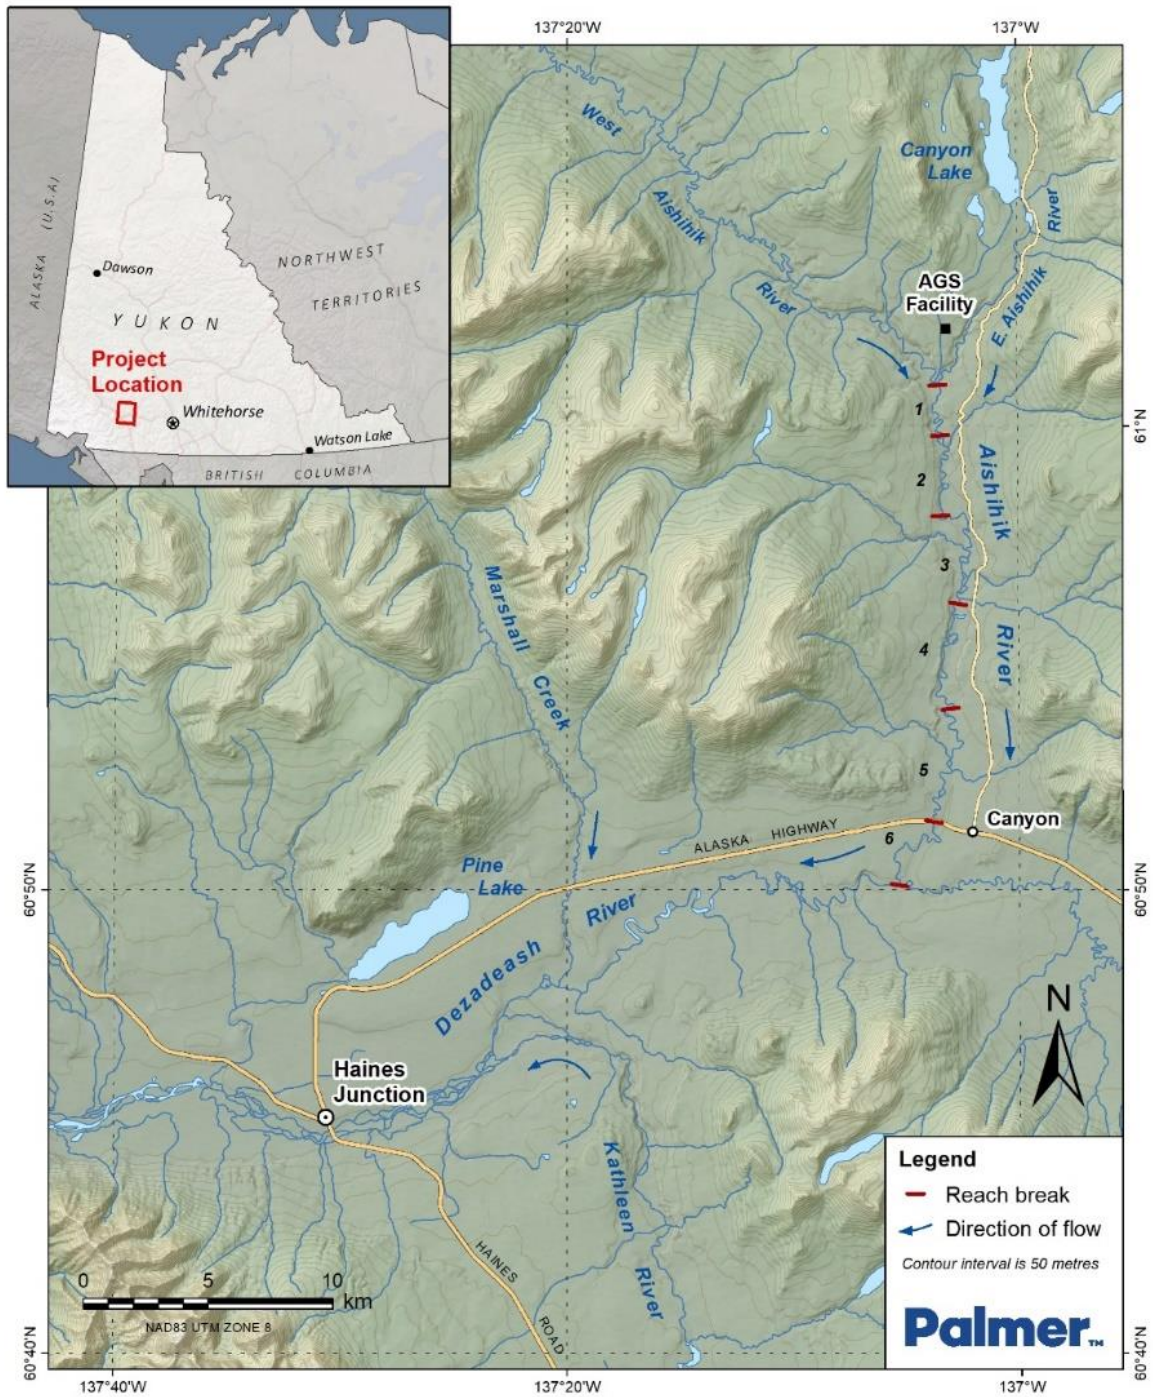 137°20'W
137°W
West
Aishihik
River
Canyon
Lake
River
E. Aishihik
AGS
Facility
ALASKA (U.S.A)
Dawson
YUKON
NORTHWEST
TERRITORIES
Project
Location
Whitehorse
Watson Lake
BRITISH COLUMBIA
1
2
3
4
5
6
61°N
Aishihik
River
Marshall
Creek
Canyon
ALASKA HIGHWAY
Pine
Lake
60°50'N
60°50'N
Dezadeash
River
N
Haines
Junction
Kathleen
River
HAINES
ROAD
Legend
Reach break
Direction of flow
Contour interval is 50 metres
Palmer™
0 5 10
km
NAD83 UTM ZONE 8
60°40'N
60°40'N
137°40'W
137°20'W
137°W